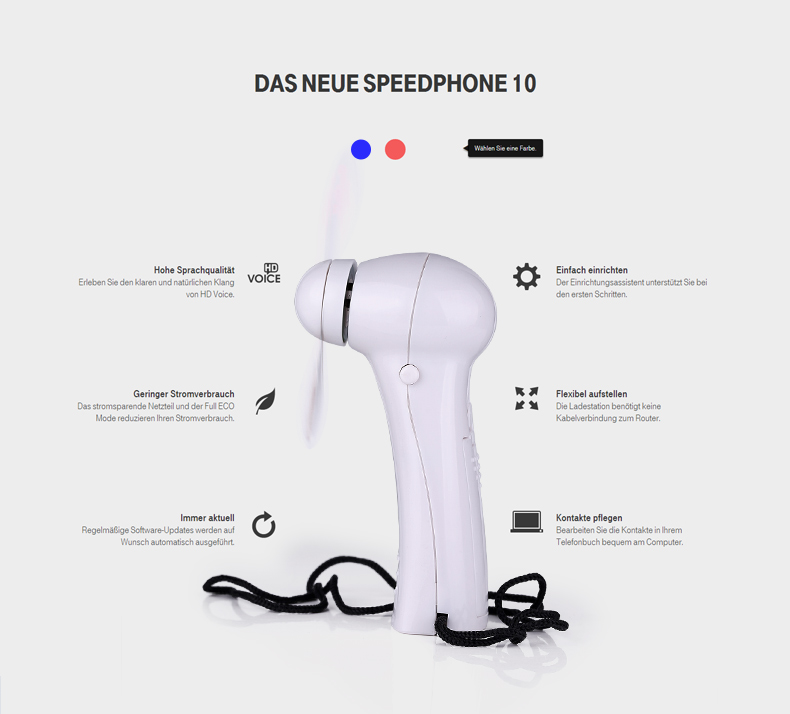 DAS NEUE SPEEDPHONE 10
Wählen Sie eine Farbe.
Hohe Sprachqualität
Erleben Sie den klaren und natürlichen Klang
von HD Voice.
HD
VOICE
Einfach einrichten
Der Einrichtungsassistent unterstützt Sie bei
den ersten Schritten.
Geringer Stromverbrauch
Das stromsparende Netzteil und der Full ECO
Mode reduzieren Ihren Stromverbrauch.
Flexibel aufstellen
Die Ladestation benötigt keine
Kabelverbindung zum Router.
Immer aktuell
Regelmäßige Software-Updates werden auf
Wunsch automatisch ausgeführt.
Kontakte pflegen
Bearbeiten Sie die Kontakte in Ihrem
Telefonbuch bequem am Computer.